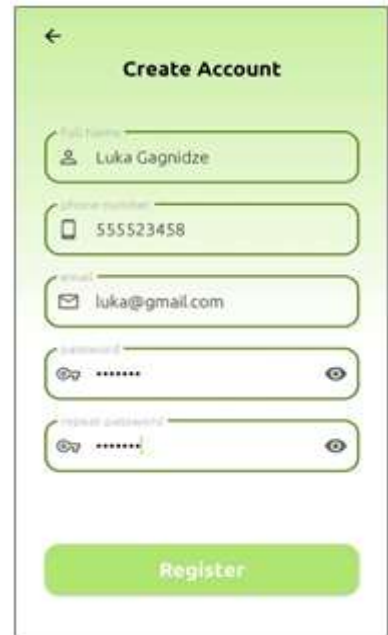 Create Account
Full Name
Luka Gagnidze
phone number
555523458
email
luka@gmail.com
password
•••••••
repeat password
•••••••
Register